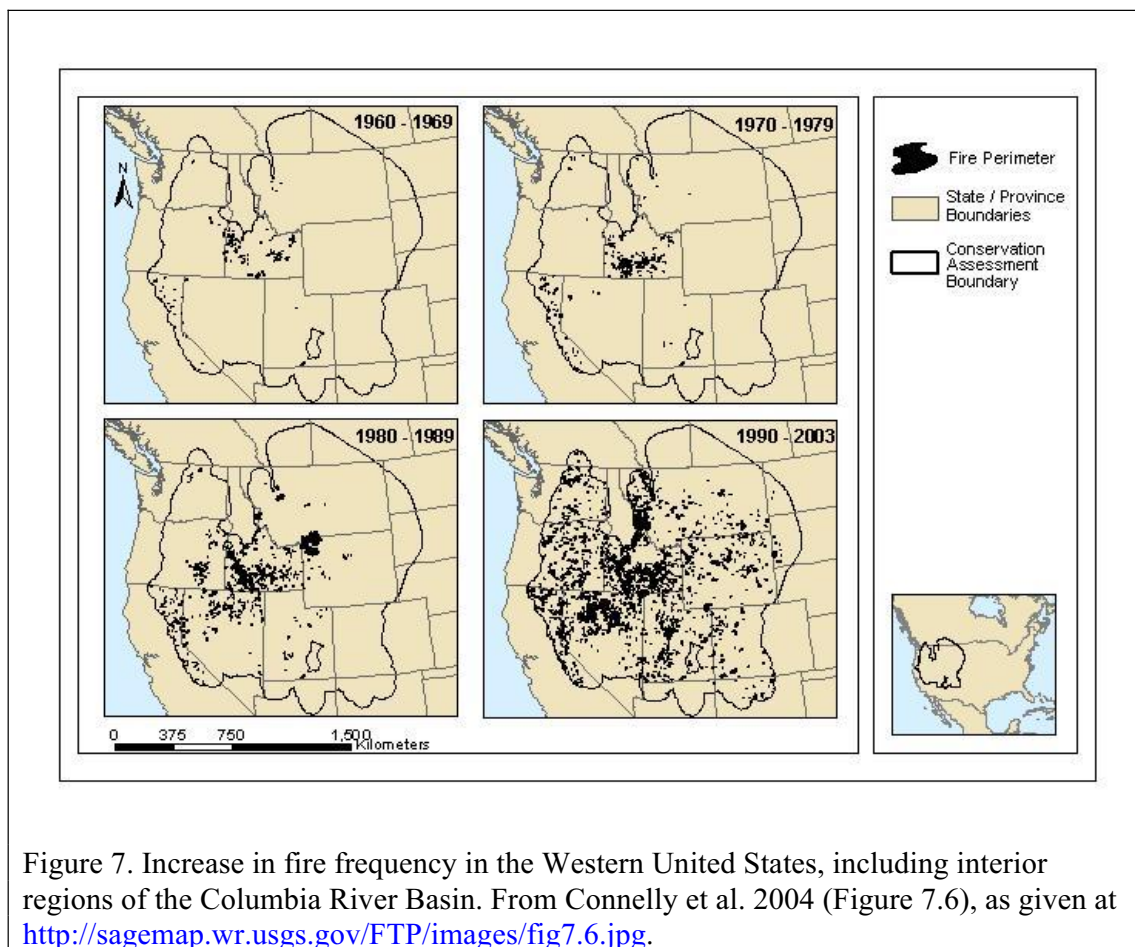 1960 - 1969
1970 - 1979
N
1980 - 1989
1990 - 2003
0 375 750 1,500
Kilometers
Fire Perimeter
State / Province
Boundaries
Conservation
Assessment
Boundary
Figure 7. Increase in fire frequency in the Western United States, including interior
regions of the Columbia River Basin. From Connelly et al. 2004 (Figure 7.6), as given at
http://sagemap.wr.usgs.gov/FTP/images/fig7.6.jpg.